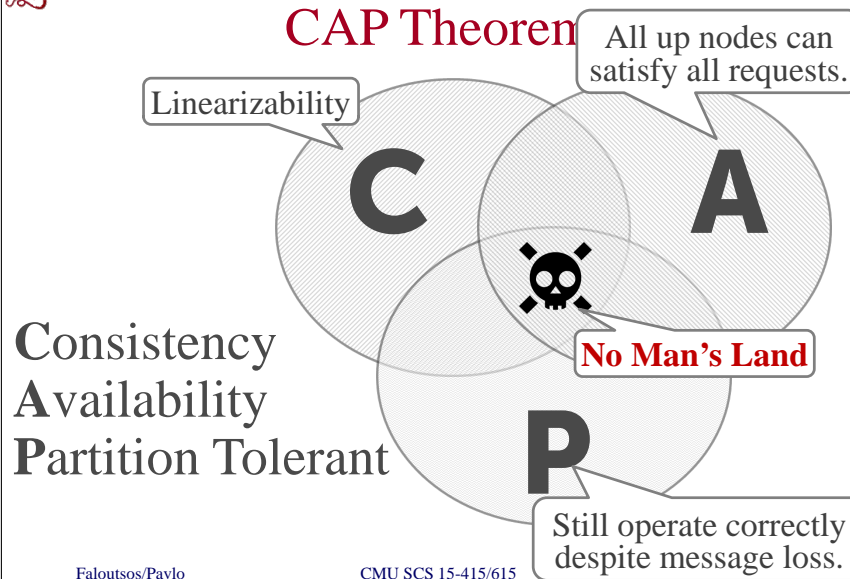 CAP Theorem
All up nodes can
satisfy all requests.
Linearizability
C
A
No Man's Land
Consistency
Availability
Partition Tolerant
P
Still operate correctly
despite message loss.
Faloutsos/Pavlo
CMU SCS 15-415/615